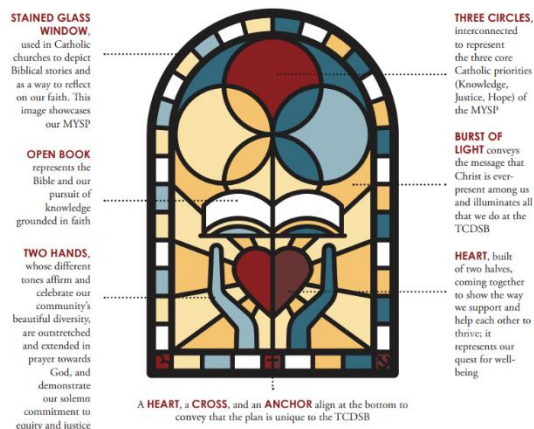 STAINED GLASS
WINDOW,
used in Catholic
churches to depict
Biblical stories and
as a way to reflect
on our faith. This
image showcases
our MYSP
OPEN BOOK
represents the
Bible and our
pursuit of
knowledge
grounded in faith
TWO HANDS,
whose different
tones affirm and
celebrate our
community's
beautiful diversity,
are outstretched
and extended in
prayer towards
God, and
demonstrate
our solemn
commitment to
equity and justice
THREE CIRCLES,
interconnected
to represent
the three core
Catholic priorities
(Knowledge,
Justice, Hope) of
the MYSP
BURST OF
LIGHT conveys
the message that
Christ is ever-
present among us
and illuminates all
that we do at the
TCDSB
HEART, built
of two halves,
coming together
to show the way
we support and
help each other to
thrive; it
represents our
quest for well-
being
A HEART, a CROSS, and an ANCHOR align at the bottom to
convey that the plan is unique to the TCDSB